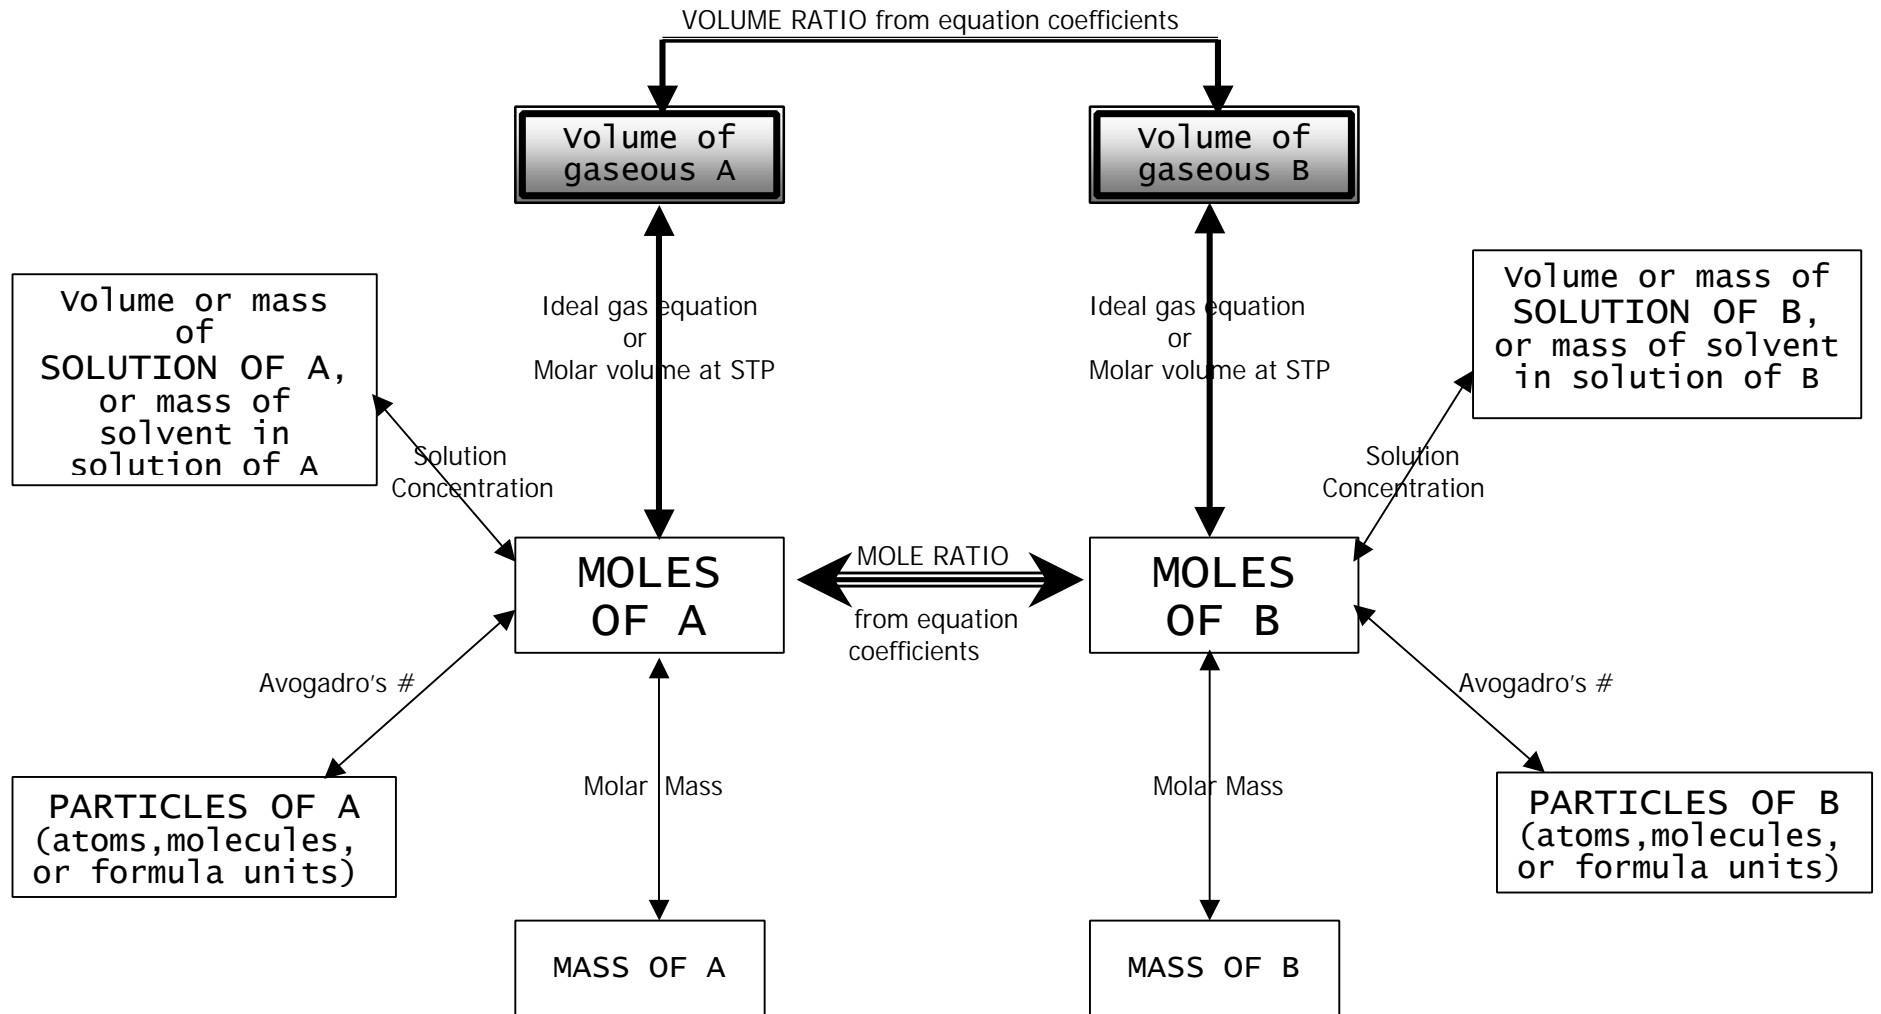 VOLUME RATIO from equation coefficients
Volume of
gaseous A
Volume of
gaseous B
Volume or mass
of
SOLUTION OF A,
or mass of
solvent in
solution of A
Ideal gas equation
or
Molar volume at STP
Ideal gas equation
or
Molar volume at STP
Volume or mass of
SOLUTION OF B,
or mass of solvent
in solution of B
Solution
Concentration
Solution
Concentration
MOLES
OF A
MOLE RATIO
from equation
coefficients
MOLES
OF B
Avogadro's #
Avogadro's #
Molar Mass
Molar Mass
PARTICLES OF A
(atoms,molecules,
or formula units)
PARTICLES OF B
(atoms,molecules,
or formula units)
MASS OF A
MASS OF B